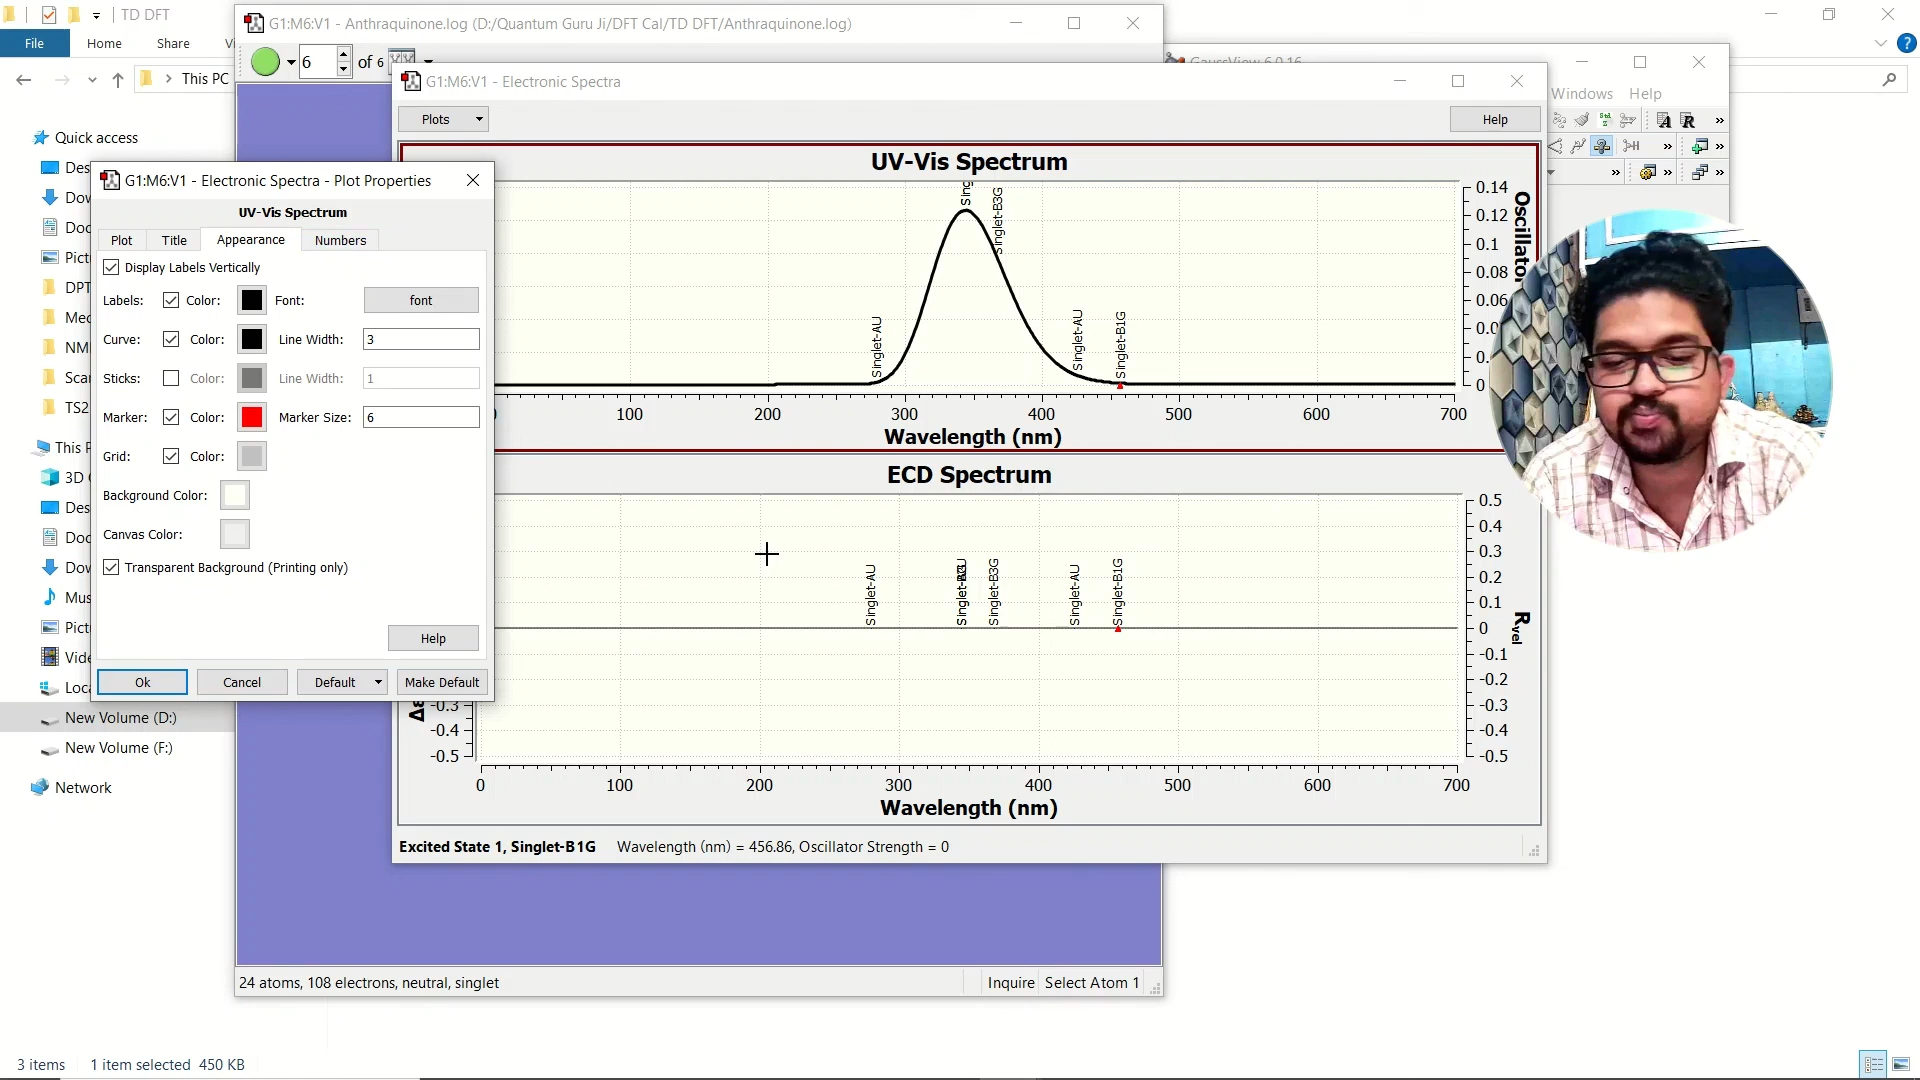 TD DFT
File
Home
Share
This PC
Quick access
3D
Network
New Volume (D:)
New Volume (F:)
3 items
1 item selected 450 KB
G1:M6:V1 - Anthraquinone.log (D:/Quantum Guru Ji/DFT Cal/TD DFT/Anthraquinone.log)
6
of 6
24 atoms, 108 electrons, neutral, singlet
Inquire
Select Atom 1
Windows
Help
G1:M6:V1 - Electronic Spectra
Plots
Help
UV-Vis Spectrum
Singlet-AU
Singlet-B3G
Singlet-AU
Singlet-B1G
0.14
0.12
0.1
0.08
0.06
0
100
200
300
400
500
600
700
Wavelength (nm)
ECD Spectrum
Singlet-AU
Singlet-B3G
Singlet-AU
Singlet-B1G
0.5
0.4
0.3
0.2
0.1
0
-0.1
-0.2
-0.3
-0.4
-0.5
Rvel
-0.3
-0.4
-0.5
0
100
200
300
400
500
600
700
Wavelength (nm)
Excited State 1, Singlet-B1G
Wavelength (nm) = 456.86, Oscillator Strength = 0
G1:M6:V1 - Electronic Spectra - Plot Properties
UV-Vis Spectrum
Plot
Title
Appearance
Numbers
Display Labels Vertically
Labels:
Color:
Font:
font
Curve:
Color:
Line Width:
3
Sticks:
Color:
Line Width:
1
Marker:
Color:
Marker Size:
6
Grid:
Color:
Background Color:
Canvas Color:
Transparent Background (Printing only)
Help
Ok
Cancel
Default
Make Default